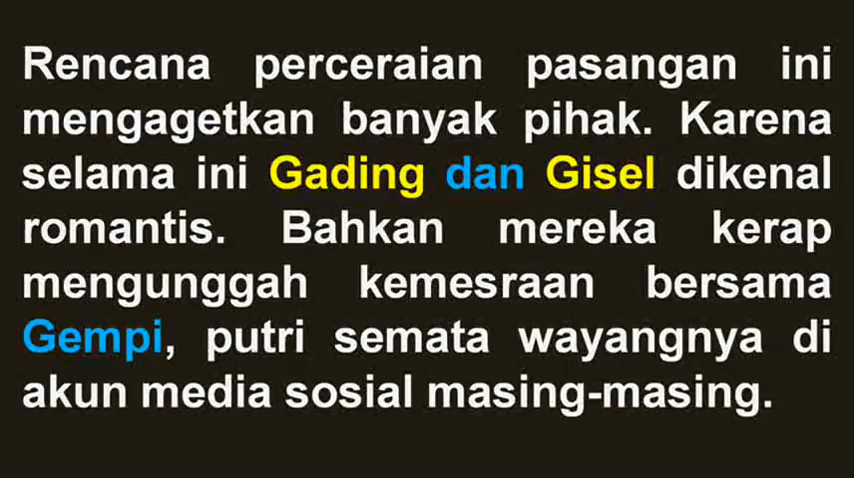 Rencana perceraian pasangan ini
mengagetkan banyak pihak. Karena
selama ini Gading dan Gisel dikenal
romantis. Bahkan mereka kerap
mengunggah kemesraan bersama
Gempi, putri semata wayangnya di
akun media sosial masing-masing.